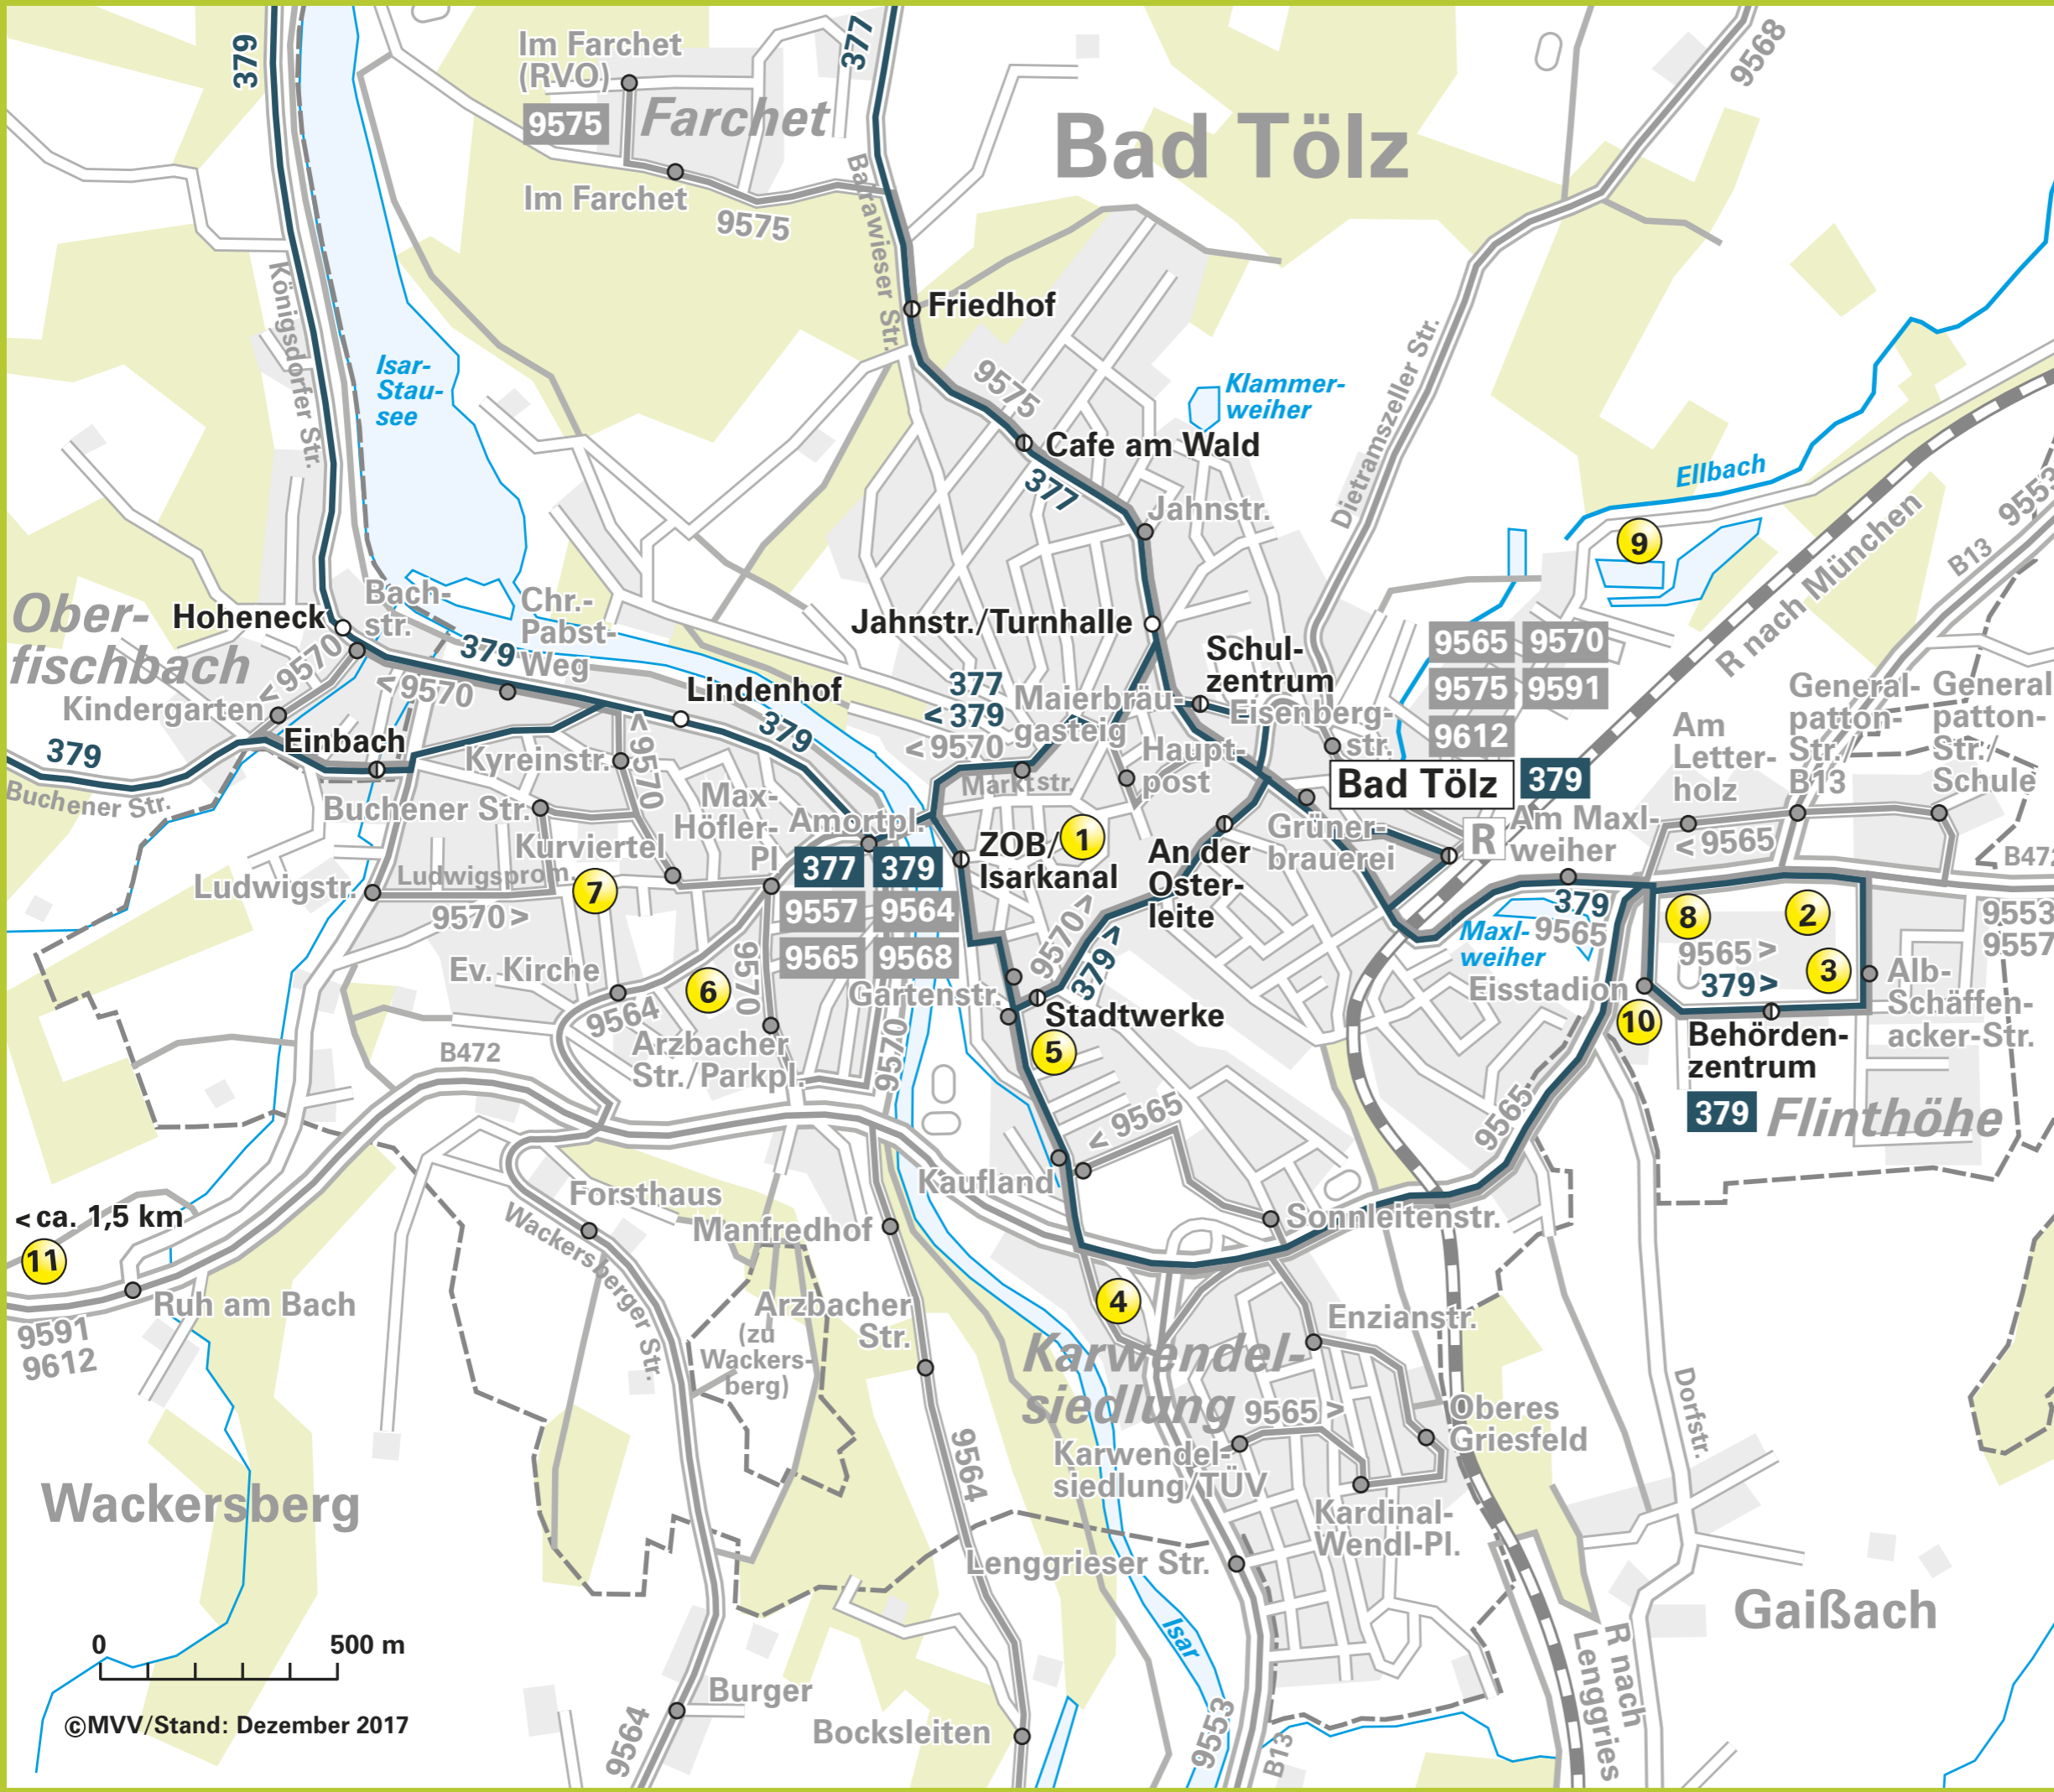 379
Im Farchet
(RVO)
9575
Farchet
Im Farchet
9575
377
Bairawieser Str.
Bad Tölz
9568
Königsdorfer Str.
Isar-
Stau-
see
Friedhof
9575
Cafe am Wald
377
Jahnstr.
Klammer-
weiher
Dietramszeller Str.
Ellbach
9
R nach München
B13
9553
Ober-
fischbach
Hoheneck
Bach-
str.
Chr.-
Pabst-
Weg
379
< 9570
< 9570
Kindergarten
Einbach
379
Buchener Str.
Lindenhof
379
Kyreinstr.
< 9570
Buchener Str.
Kurviertel
Max-
Höfler-
Pl
Amortpl.
Ludwigstr.
Ludwigsprom.
9570 >
7
377
379
9557
9564
9565
9568
Jahnstr./Turnhalle
377
< 379
< 9570
Maierbräu-
gasteig
Marktstr.
Haupt-
post
Schul-
zentrum
Eisenberg-
str.
9565
9570
9575
9591
9612
Bad Tölz
379
R
Grüner-
brauerei
ZOB/
Isarkanal
1
An der
Oster-
leite
9570 >
379 >
Am Maxl-
weiher
379
9565
Maxl-
weiher
Am
Letter-
holz
< 9565
General-
patton-
Str.
B13
General
patton-
Str./
Schule
B472
9553
9557
8
2
9565 >
379 >
3
Eisstadion
10
Behörden-
zentrum
379
Flinthöhe
Alb-
Schäffen-
acker-Str.
Ev. Kirche
9564
6
9570
Arzbacher
Str./Parkpl.
9570
B472
Gartenstr.
Stadtwerke
5
< 9565
Kaufland
9565
Sonnleitenstr.
< ca. 1,5 km
11
Ruh am Bach
9591
9612
Forsthaus
Wackersberger Str.
Manfredhof
Arzbacher
Str.
(zu
Wackers-
berg)
4
Karwendel-
siedlung
Enzianstr.
9565 >
Oberes
Griesfeld
Karwendel-
siedlung/TÜV
Kardinal-
Wendl-Pl.
Dorfstr.
9564
Lenggrieser Str.
Wackersberg
Gaißach
Isar
R nach
Lenggries
0
500 m
©MVV/Stand: Dezember 2017
Burger
9564
Bocksleiten
9553
B13